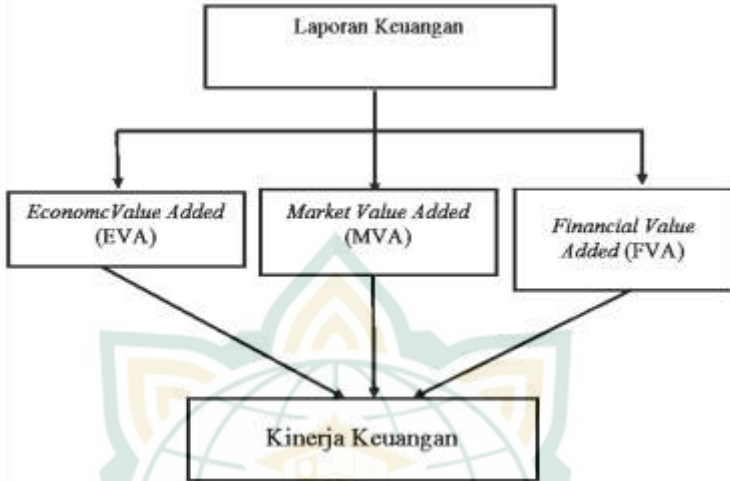 Laporan Keuangan
EconomcValue Added
(EVA)
Market Value Added
(MVA)
Financial Value
Added (FVA)
Kinerja Keuangan